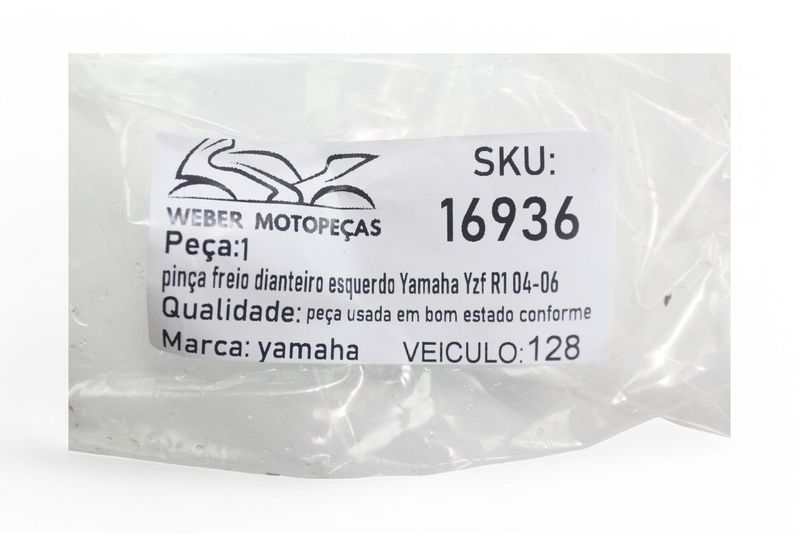 SKU:
16936
WEBER MOTOPEÇAS
Peça:1
pinça freio dianteiro esquerdo Yamaha Yzf R1 04-06
Qualidade: peça usada em bom estado conforme
Marca: yamaha VEICULO:128